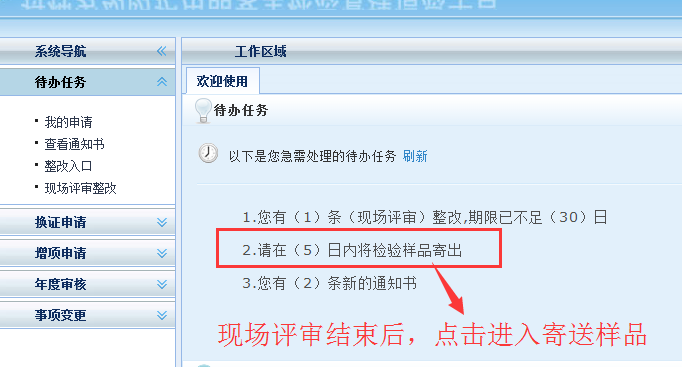 系统导航
工作区域
待办任务
欢迎使用
待办任务
我的申请
查看通知书
整改入口
现场评审整改
以下是您急需处理的待办任务 刷新
换证申请
1.您有（1）条（现场评审）整改,期限已不足（30）日
增项申请
2.请在（5）日内将检验样品寄出
年度审核
3.您有（2）条新的通知书
事项变更
现场评审结束后，点击进入寄送样品